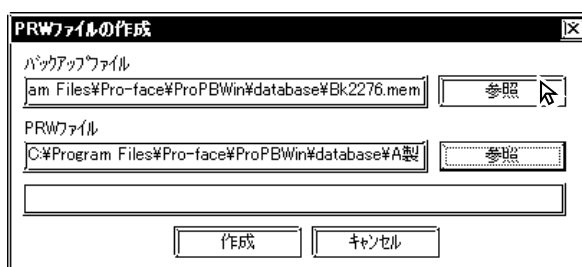 PRWﾌｧｲﾙの作成
ﾊﾞｯｸｱｯﾌﾟﾌｧｲﾙ
am Files¥Pro-face¥ProPBWin¥database¥Bk2276.mem 参照
PRWﾌｧｲﾙ
C:¥Program Files¥Pro-face¥ProPBWin¥database¥A製 参照
作成 ｷｬﾝｾﾙ